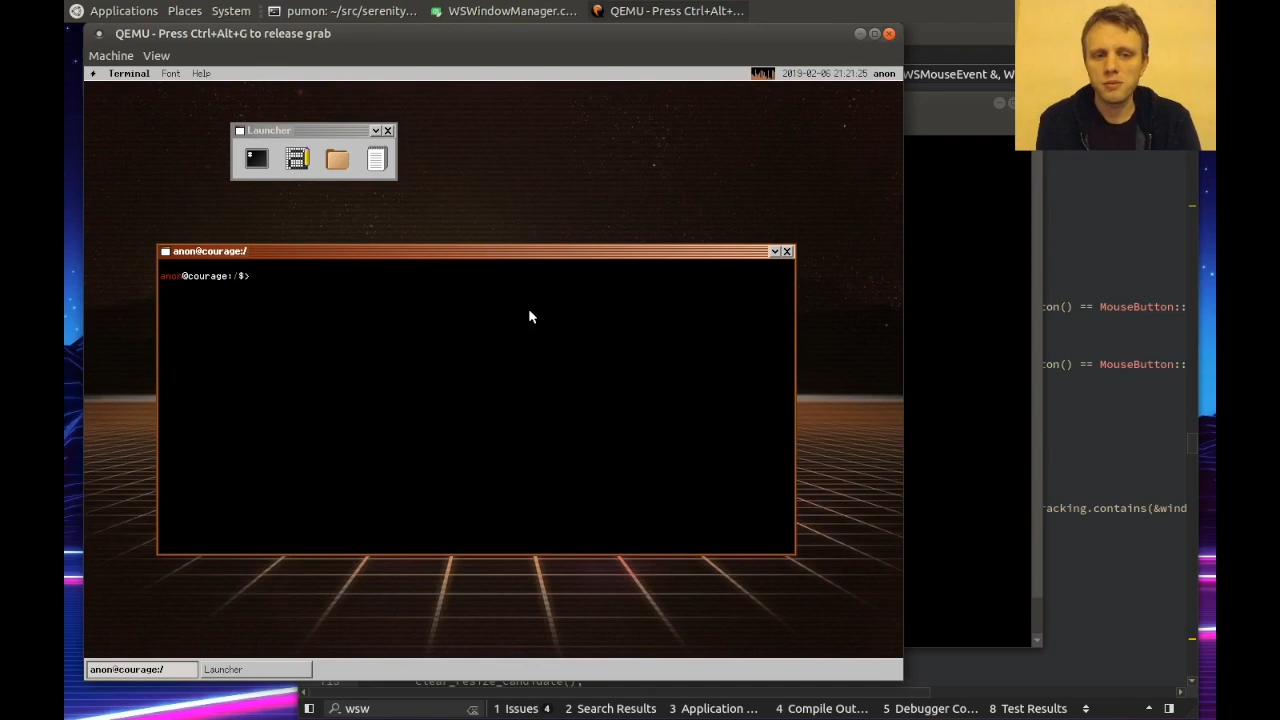 Applications Places System pumon: ~/src/serenity... WSWindowManager.c... QEMU - Press Ctrl+Alt+...
QEMU - Press Ctrl+Alt+G to release grab
Machine View
Terminal Font Help 2019-02-06 21:21:25 anon
WSMouseEvent &, W
Launcher
anon@courage:/
anon@courage:/$>
ton() == MouseButton::
ton() == MouseButton::
racking.contains(&wind
anon@courage:/ Launcher
clear_resize_candidate();
wsw 1 Issues 4 2 Search Results 3 Application ... 4 Compile Out... 5 Debugger Co... 8 Test Results